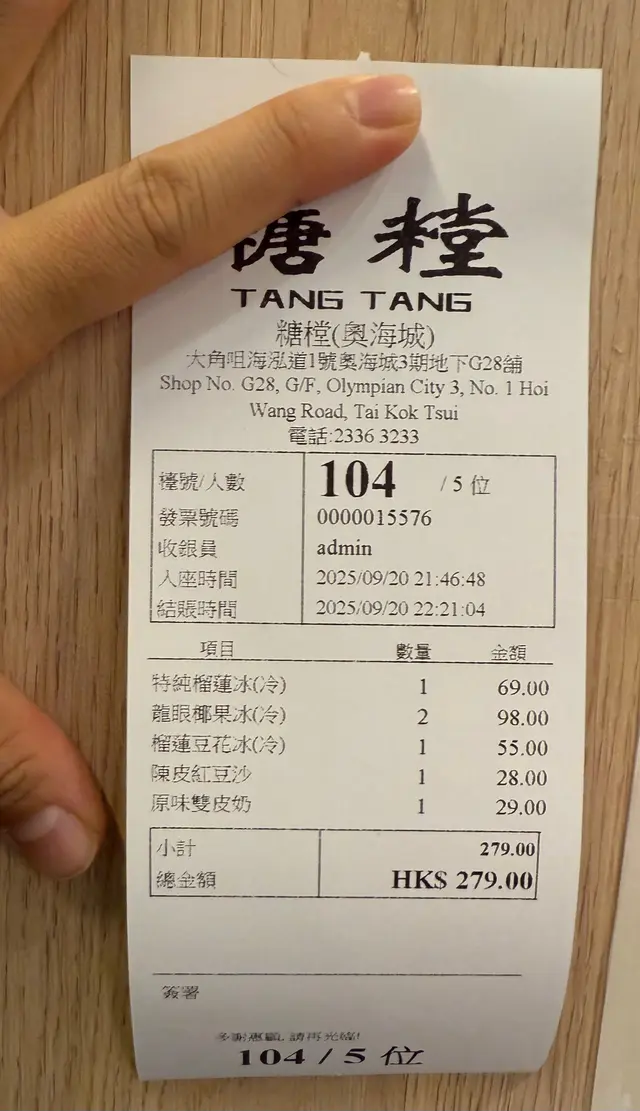 糖 樘
TANG TANG
糖樘(奧海城)
大角咀海泓道1號奧海城3期地下G28舖
Shop No. G28, G/F, Olympian City 3, No. 1 Hoi
Wang Road, Tai Kok Tsui
電話:2336 3233
檯號/人數 104 / 5 位
發票號碼 0000015576
收銀員 admin
入座時間 2025/09/20 21:46:48
結賬時間 2025/09/20 22:21:04
項目 數量 金額
特純榴蓮冰(冷) 1 69.00
龍眼椰果冰(冷) 2 98.00
榴蓮豆花冰(冷) 1 55.00
陳皮紅豆沙 1 28.00
原味雙皮奶 1 29.00
小計 279.00
總金額 HK$ 279.00
簽署
多謝惠顧, 請再光臨!
104 / 5 位